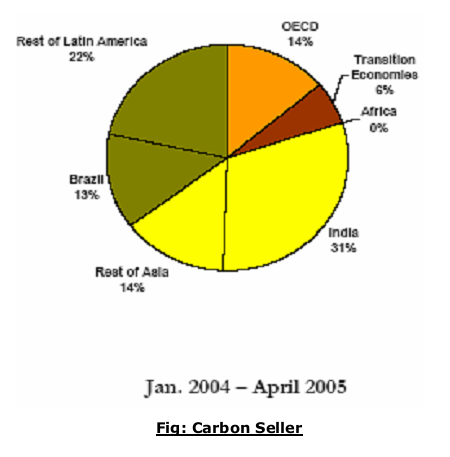 OECD
14%
Rest of Latin America
22%
Transition
Economies
6%
Africa
0%
Brazil
13%
India
31%
Rest of Asia
14%
Jan. 2004 – April 2005
Fig: Carbon Seller